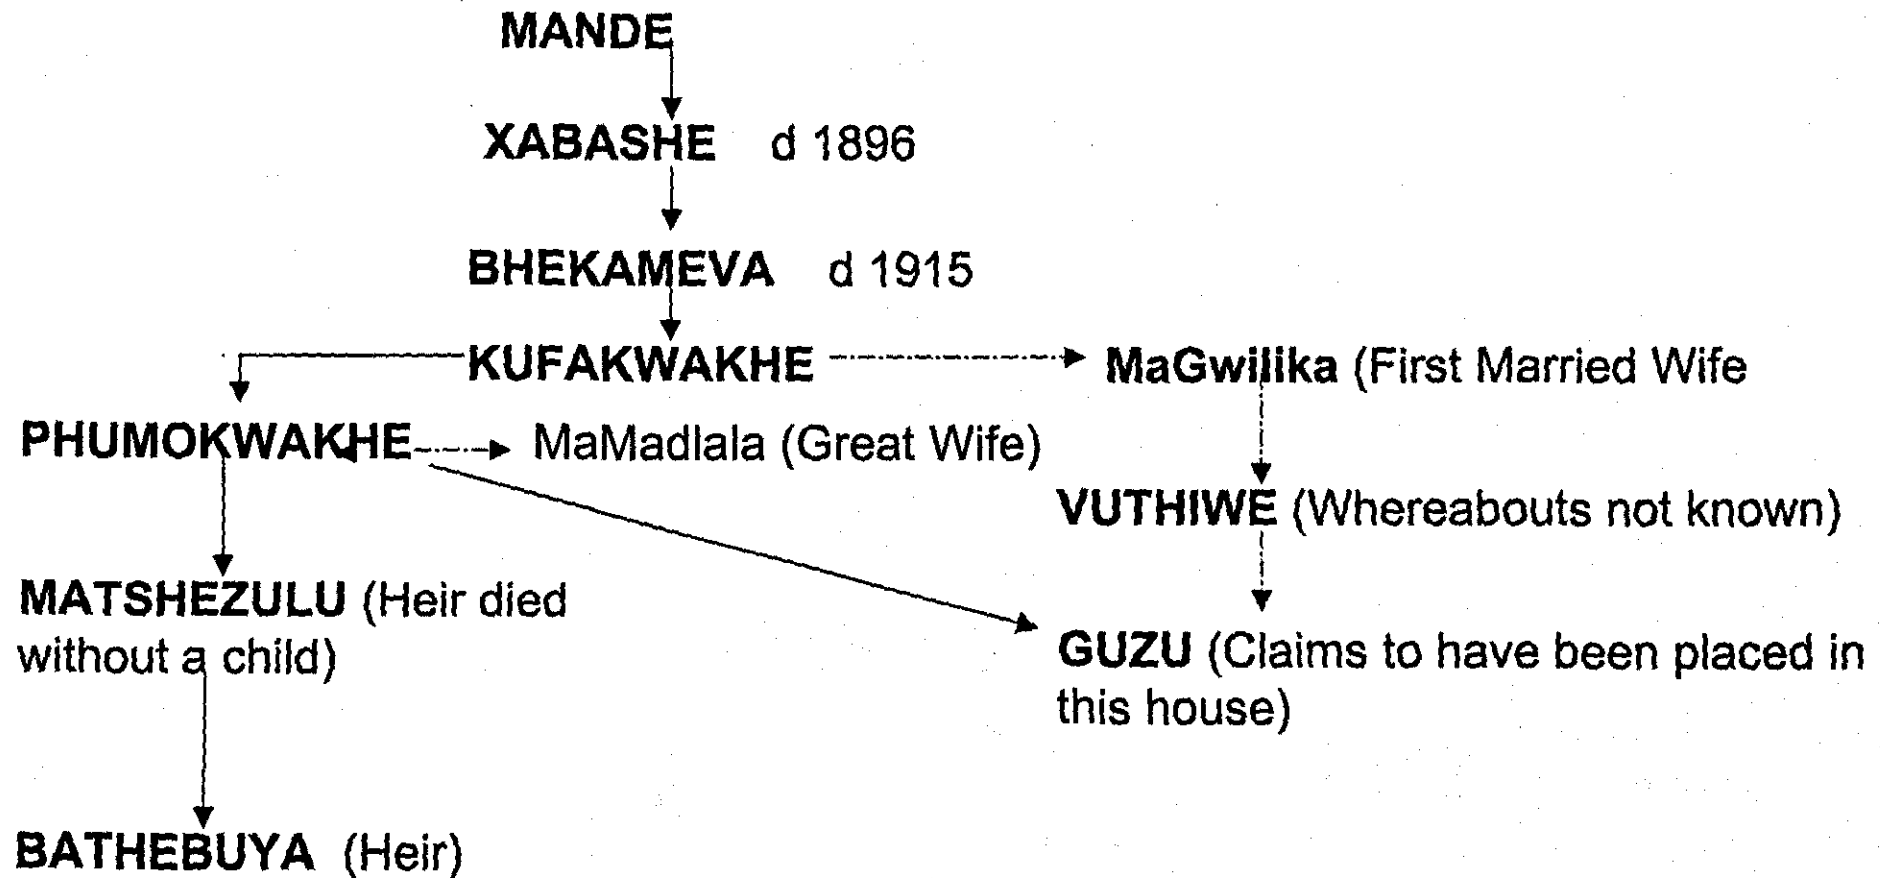 MANDE
XABASHE d 1896
BHEKAMEVA d 1915
KUFAKWAKHE MaGwilika (First Married Wife
PHUMOKWAKHE MaMadlala (Great Wife)
VUTHIWE (Whereabouts not known)
MATSHEZULU (Heir died
without a child)
GUZU (Claims to have been placed in
this house)
BATHEBUYA (Heir)